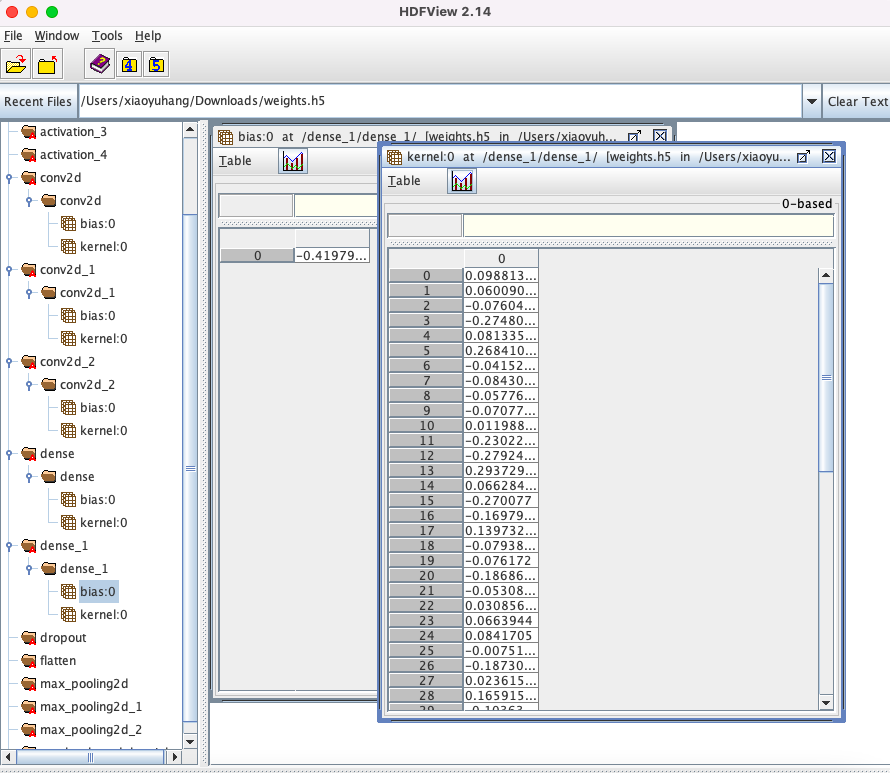 HDFView 2.14
File Window Tools Help
4 5
Recent Files /Users/xiaoyuhang/Downloads/weights.h5 Clear Text
activation_3
activation_4
conv2d
conv2d
bias:0
kernel:0
conv2d_1
conv2d_1
bias:0
kernel:0
conv2d_2
conv2d_2
bias:0
kernel:0
dense
dense
bias:0
kernel:0
dense_1
dense_1
bias:0
kernel:0
dropout
flatten
max_pooling2d
max_pooling2d_1
max_pooling2d_2
bias:0 at /dense_1/dense_1/ [weights.h5 in /Users/xiaoyuh...
Table
0 -0.41979...
kernel:0 at /dense_1/dense_1/ [weights.h5 in /Users/xiaoyu...
Table
0-based
0
0 0.098813...
1 0.060090...
2 -0.07604...
3 -0.27480...
4 0.081335...
5 0.268410...
6 -0.04152...
7 -0.08430...
8 -0.05776...
9 -0.07077...
10 0.011988...
11 -0.23022...
12 -0.27924...
13 0.293729...
14 0.066284...
15 -0.270077
16 -0.16979...
17 0.139732...
18 -0.07938...
19 -0.076172
20 -0.18686...
21 -0.05308...
22 0.030856...
23 0.0663944
24 0.0841705
25 -0.00751...
26 -0.18730...
27 0.023615...
28 0.165915...